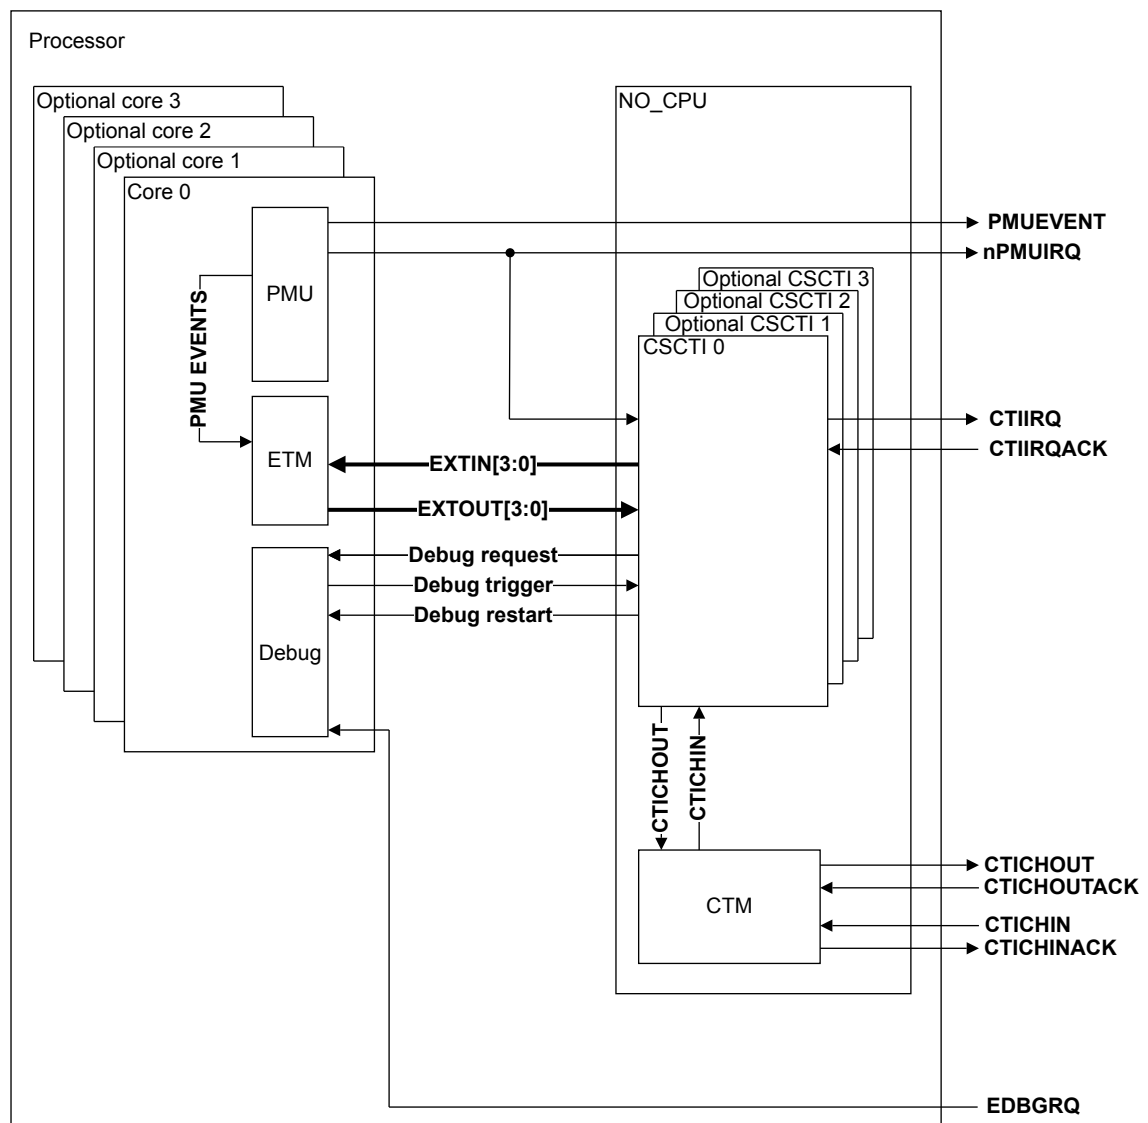 Processor
Optional core 3
NO_CPU
Optional core 2
Optional core 1
Core 0
PMUEVENT
nPMUIRQ
Optional CSCTI 3
PMU
Optional CSCTI 2
Optional CSCTI 1
CSCTI 0
PMU EVENTS
CTIIRQ
CTIIRQACK
ETM
EXTIN[3:0]
EXTOUT[3:0]
Debug request
Debug trigger
Debug restart
Debug
CTICHOUT
CTICHIN
CTICHOUT
CTICHOUTACK
CTM
CTICHIN
CTICHINACK
EDBGRQ